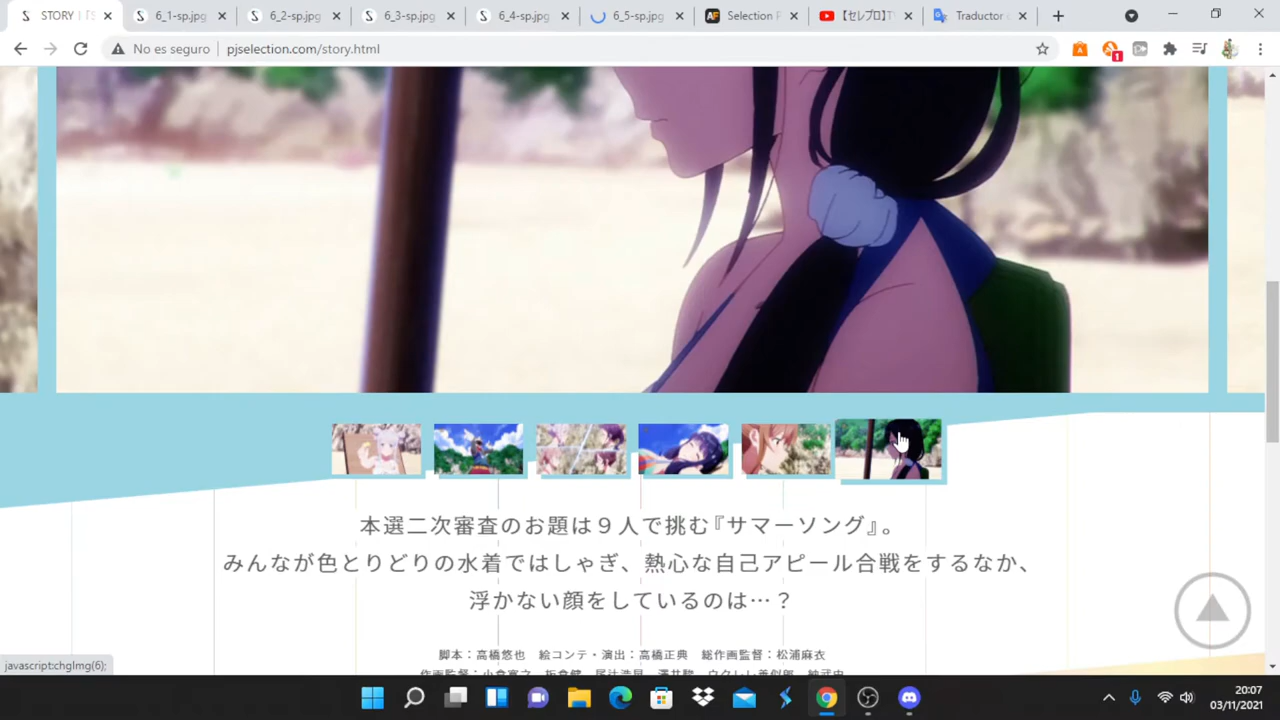 STORY |『S
6_1-sp.jpg
6_2-sp.jpg
6_3-sp.jpg
6_4-sp.jpg
6_5-sp.jpg
AF Selection P
【セレプロ】T
Traductor
No es seguro pjselection.com/story.html
1
本選二次審査のお題は９人で挑む『サマーソング』。
みんなが色とりどりの水着ではしゃぎ、熱心な自己アピール合戦をするなか、
浮かない顔をしているのは…？
脚本：高橋悠也 絵コンテ・演出：高橋正典 総作画監督：松浦麻衣
javascript:chgImg(6);
20:07
03/11/2021